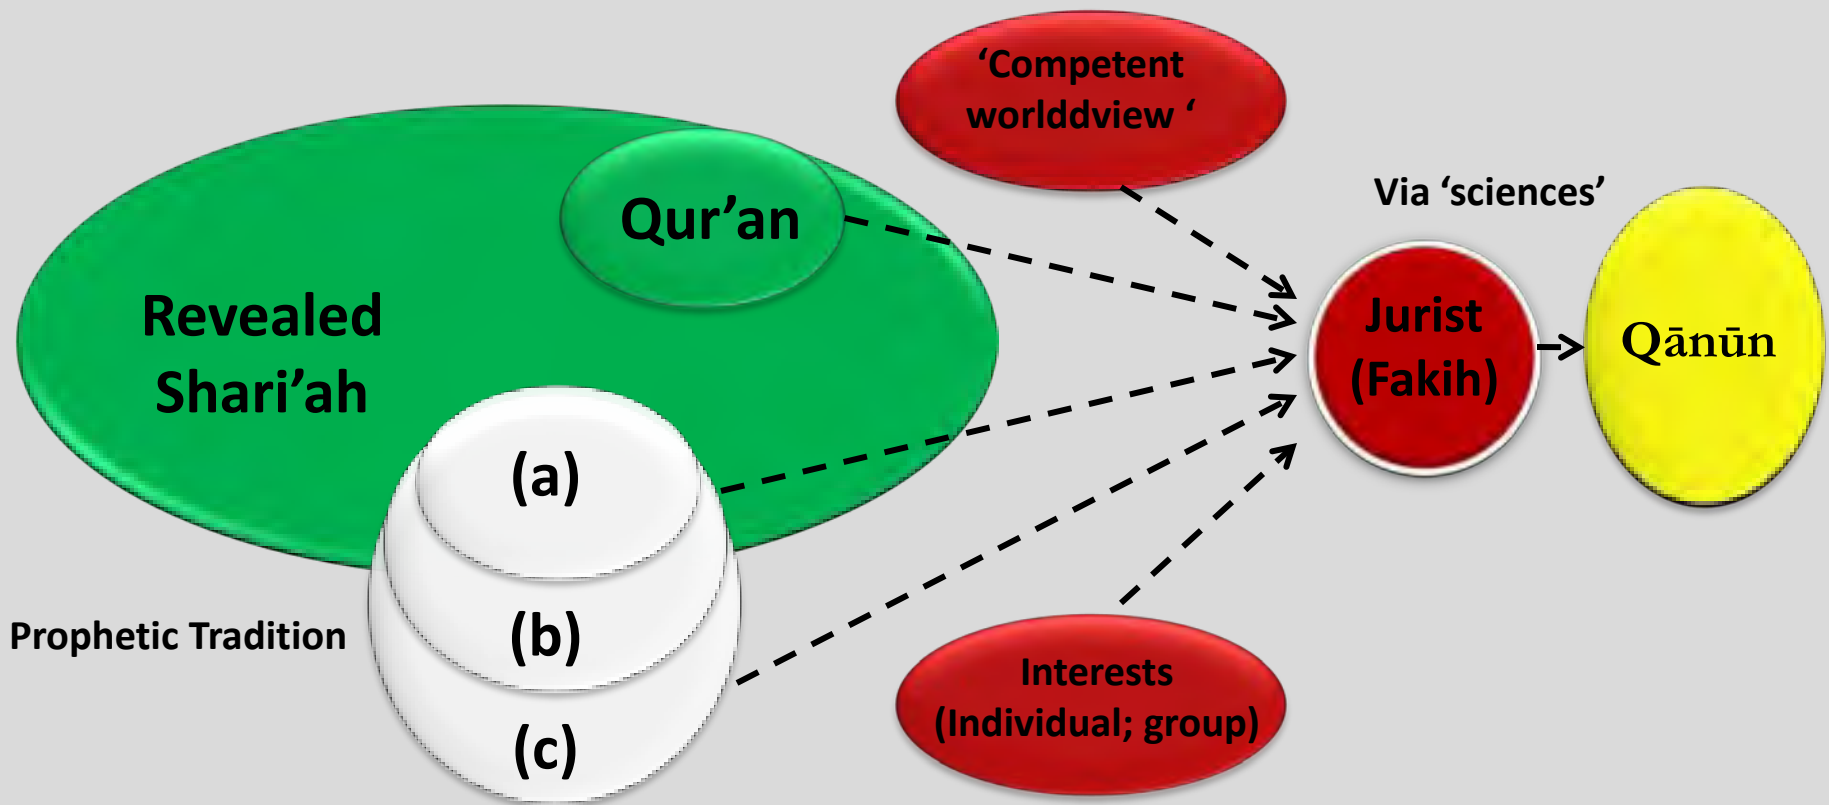 ‘Competent
worlddview ‘
Via ‘sciences’
Qur’an
Revealed
Shari’ah
Jurist
(Fakih)
Qānūn
(a)
Prophetic Tradition
(b)
(c)
Interests
(Individual; group)